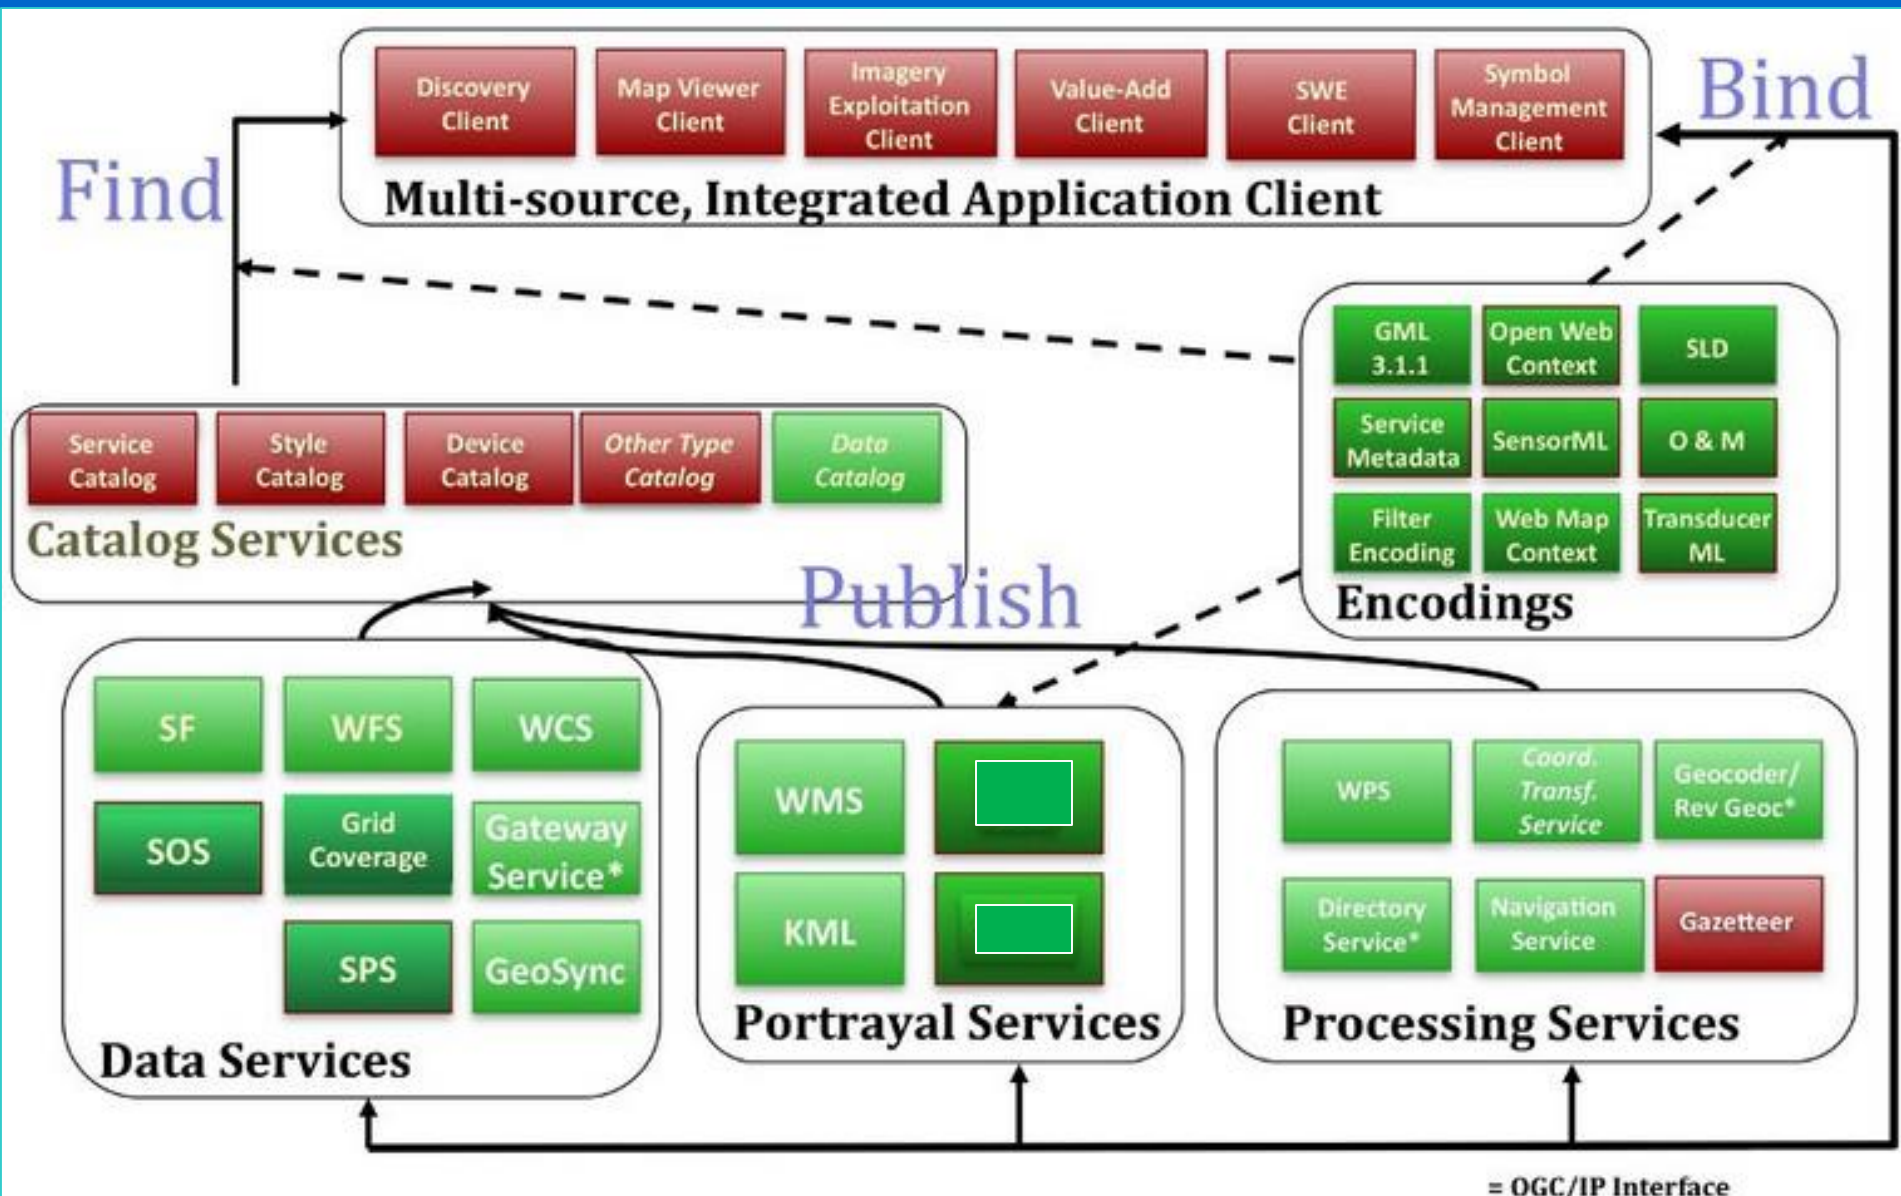 Discovery
Client
Map Viewer
Client
Imagery
Exploitation
Client
Value-Add
Client
SWE
Client
Symbol
Management
Client
Multi-source, Integrated Application Client
Find
Bind
GML
3.1.1
Open Web
Context
SLD
Service
Metadata
SensorML
O & M
Filter
Encoding
Web Map
Context
Transducer
ML
Encodings
Service
Catalog
Style
Catalog
Device
Catalog
Other Type
Catalog
Data
Catalog
Catalog Services
Publish
SF
WFS
WCS
SOS
Grid
Coverage
Gateway
Service*
SPS
GeoSync
Data Services
WMS
KML
Portrayal Services
WPS
Coord.
Transf.
Service
Geocoder/
Rev Geoc*
Directory
Service*
Navigation
Service
Gazetteer
Processing Services
= OGC/IP Interface